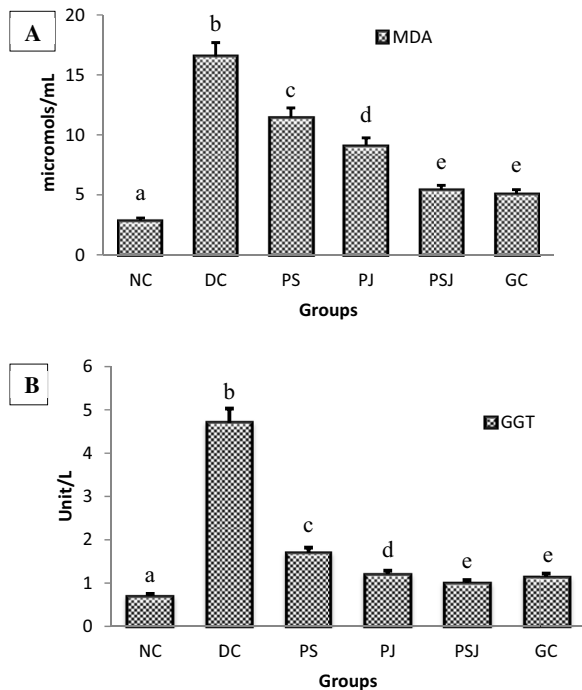 A
MDA
micromols/mL
20
15
10
5
0
a
b
c
d
e
e
NC DC PS PJ PSJ GC
Groups
B
GGT
Unit/L
6
5
4
3
2
1
0
a
b
c
d
e
e
NC DC PS PJ PSJ GC
Groups